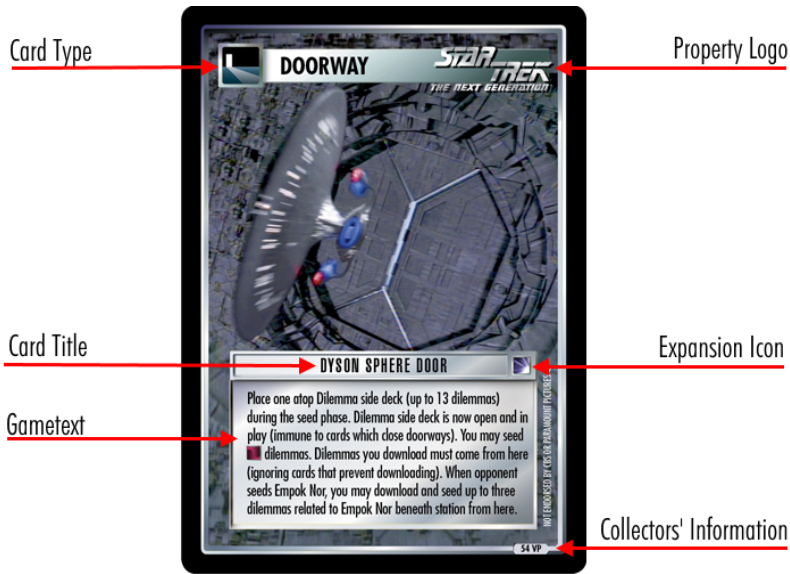 Card Type
DOORWAY
STAR TREK
THE NEXT GENERATION
Property Logo
Card Title
DYSON SPHERE DOOR
Expansion Icon
Gametext
Place one atop Dilemma side deck (up to 13 dilemmas)
during the seed phase. Dilemma side deck is now open and in
play (immune to cards which close doorways). You may seed
dilemmas. Dilemmas you download must come from here
(ignoring cards that prevent downloading). When opponent
seeds Empok Nor, you may download and seed up to three
dilemmas related to Empok Nor beneath station from here.
NOT ENDORSED BY CBS OR PARAMOUNT PICTURES
Collectors' Information
54 VP